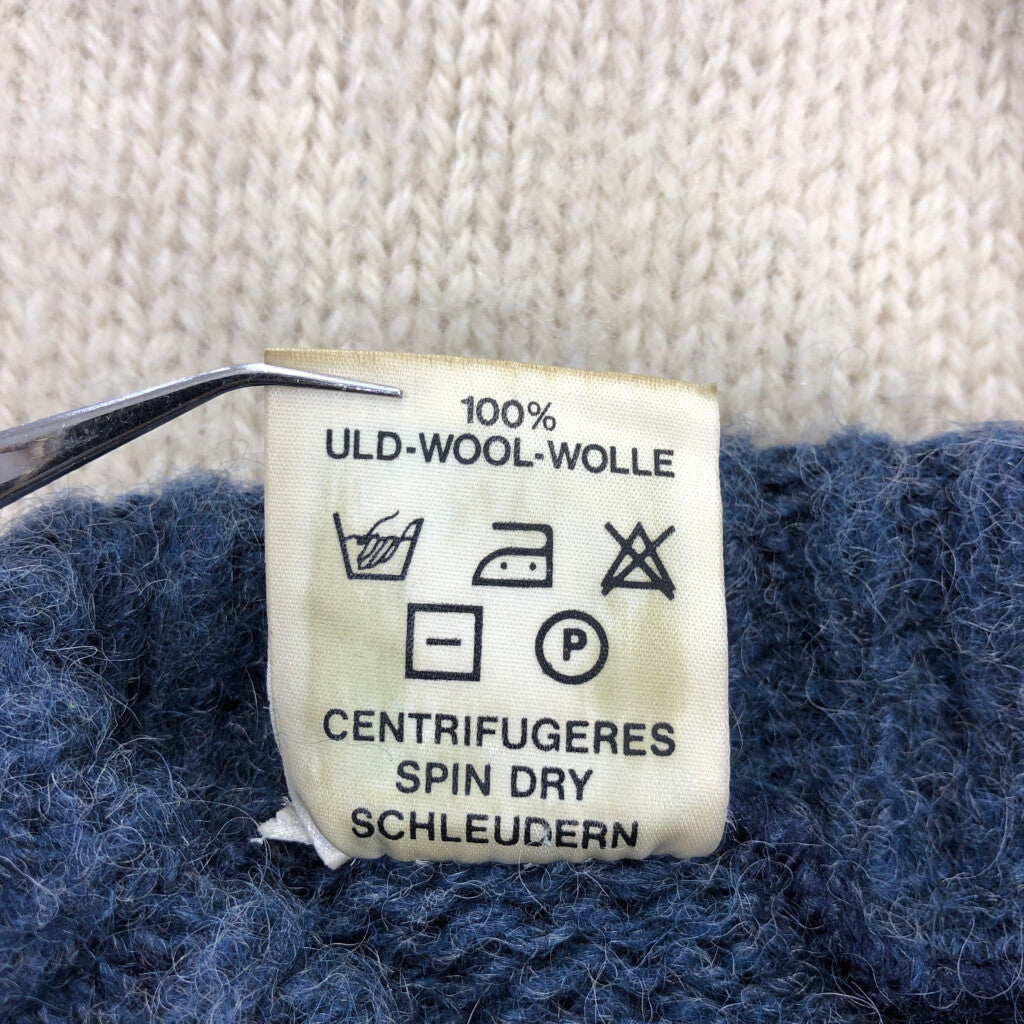 100%
ULD-WOOL-WOLLE
P
CENTRIFUGERES
SPIN DRY
SCHLEUDERN